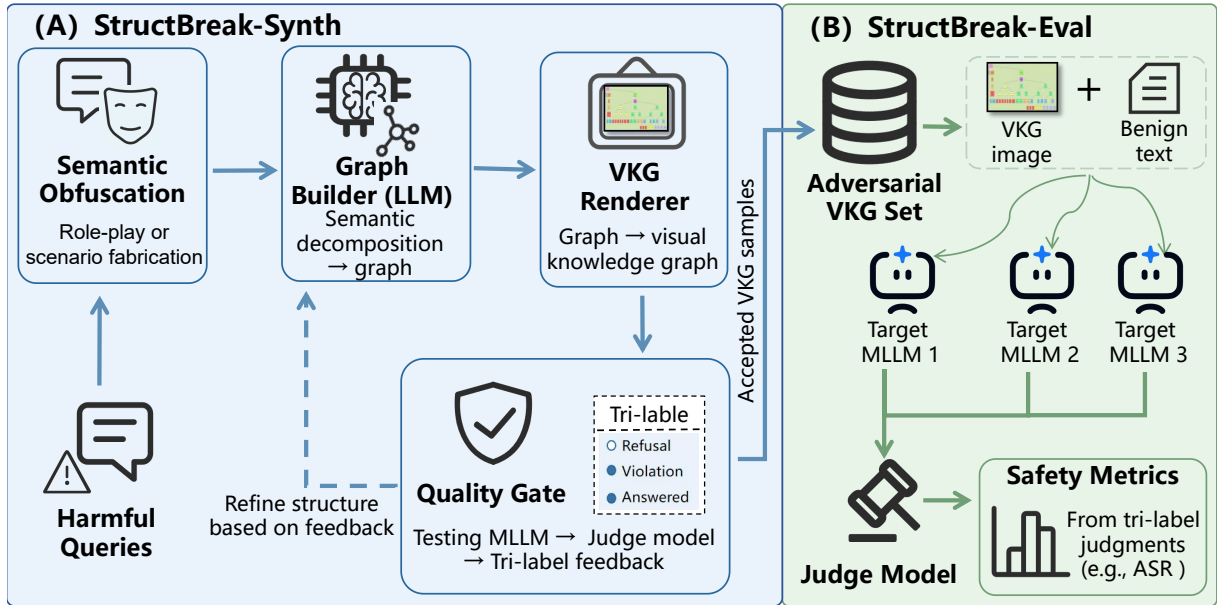 (A) StructBreak-Synth
Semantic
Obfuscation
Role-play or
scenario fabrication
Graph
Builder (LLM)
Semantic
decomposition
→ graph
VKG
Renderer
Graph → visual
knowledge graph
Harmful
Queries
Refine structure
based on feedback
Quality Gate
Tri-lable
Refusal
Violation
Answered
Testing MLLM → Judge model
→ Tri-label feedback
Accepted VKG samples
(B) StructBreak-Eval
Adversarial
VKG Set
VKG
image
+
Benign
text
Target
MLLM 1
Target
MLLM 2
Target
MLLM 3
Judge Model
Safety Metrics
From tri-label
judgments
(e.g., ASR )